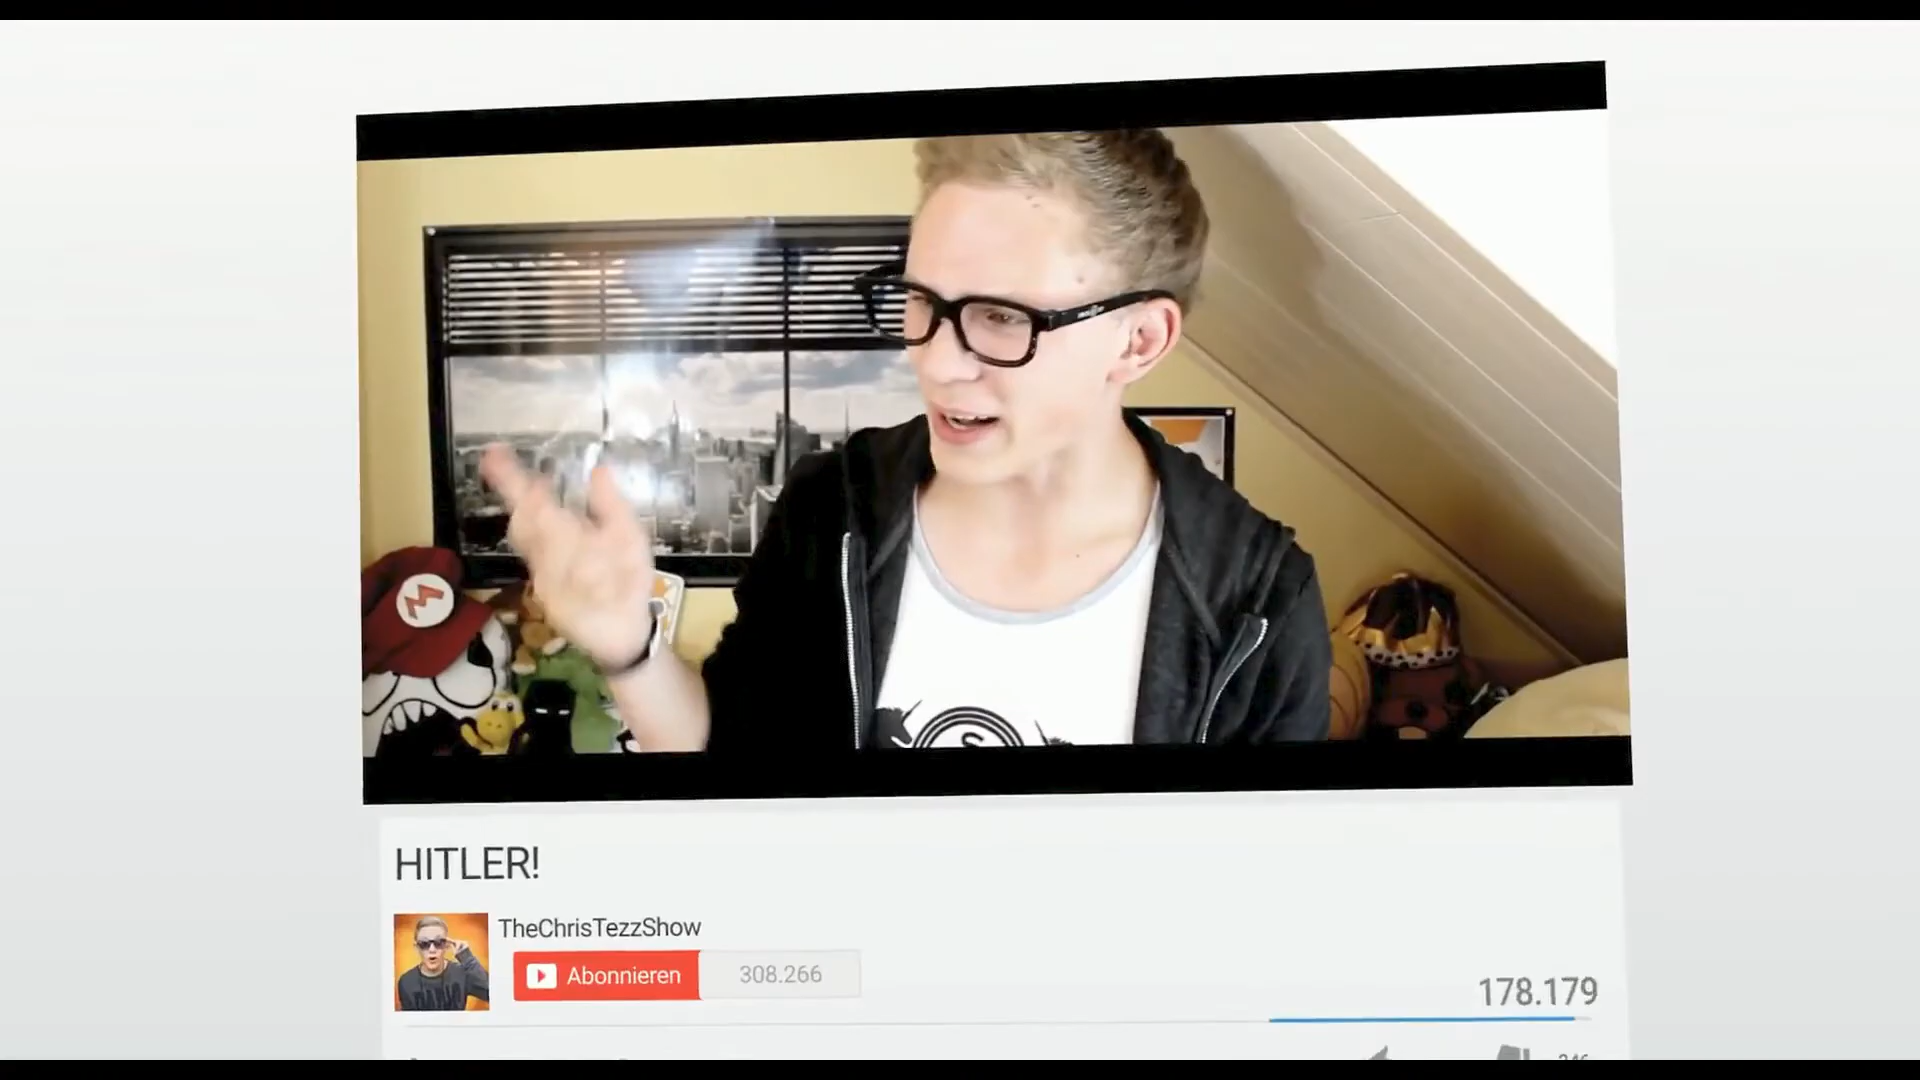 M
S
HITLER!
TheChrisTezzShow
Abonnieren
308.266
178.179